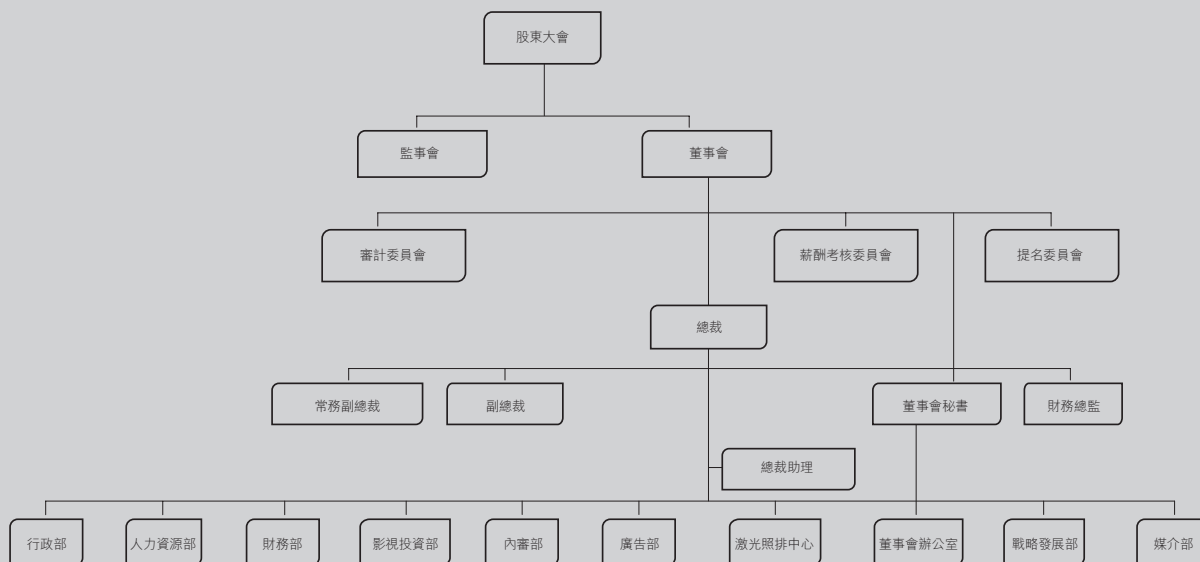 股東大會
監事會
董事會
審計委員會
薪酬考核委員會
提名委員會
總裁
常務副總裁
副總裁
董事會秘書
財務總監
總裁助理
行政部
人力資源部
財務部
影視投資部
內審部
廣告部
激光照排中心
董事會辦公室
戰略發展部
媒介部